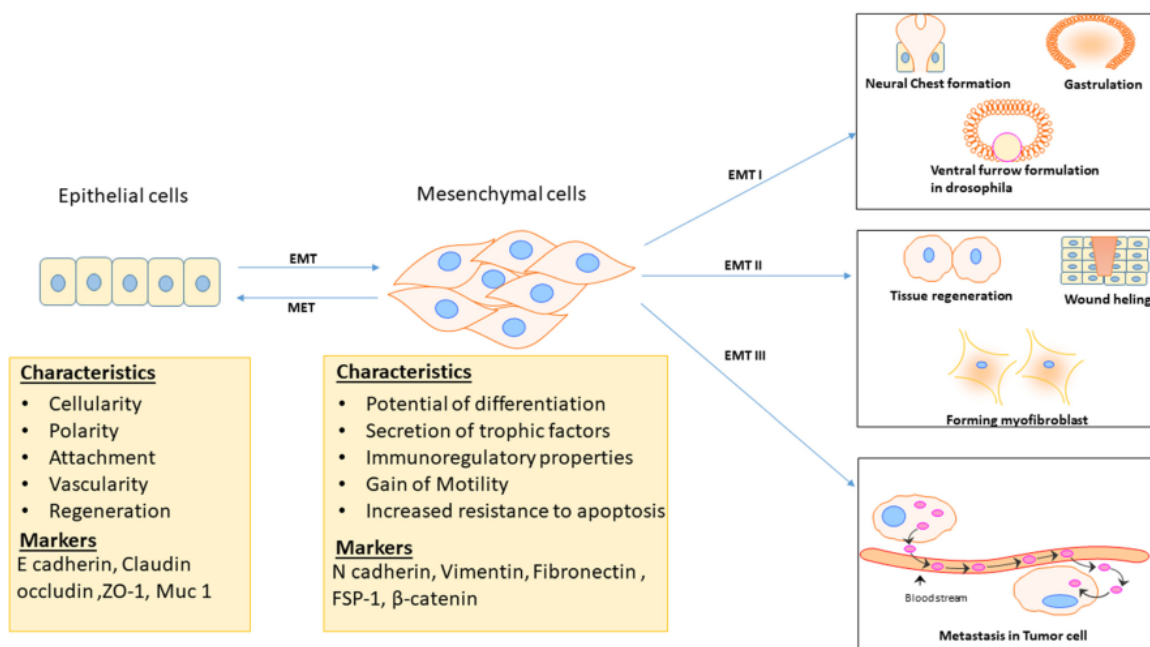 Epithelial cells
EMT
MET
Mesenchymal cells
Characteristics
• Cellularity
• Polarity
• Attachment
• Vascularity
• Regeneration
Markers
E cadherin, Claudin
occludin ,ZO-1, Muc 1
Characteristics
• Potential of differentiation
• Secretion of trophic factors
• Immunoregulatory properties
• Gain of Motility
• Increased resistance to apoptosis
Markers
N cadherin, Vimentin, Fibronectin ,
FSP-1, β-catenin
EMT I
EMT II
EMT III
Neural Chest formation
Gastrulation
Ventral furrow formulation
in drosophila
Tissue regeneration
Wound heling
Forming myofibroblast
Blood stream
Metastasis in Tumor cell